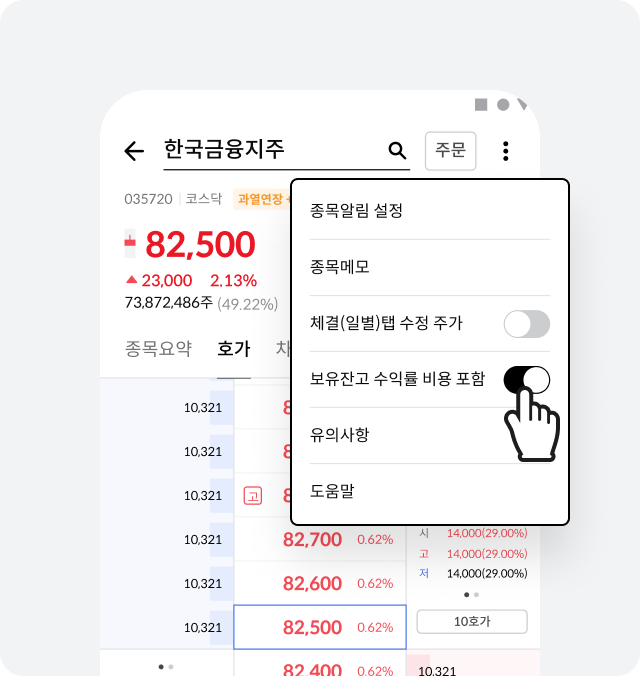 한국금융지주
주문
035720 코스닥 과열연장
82,500
23,000 2.13%
73,872,486주 (49.22%)
종목요약 호가 차
종목알림 설정
종목메모
체결(일별)탭 수정 주가
보유잔고 수익률 비용 포함
유의사항
도움말
10,321
10,321
10,321 고
10,321 82,700 0.62%
10,321 82,600 0.62%
10,321 82,500 0.62%
82,400 0.62%
시 14,000(29.00%)
고 14,000(29.00%)
저 14,000(29.00%)
10호가
10,321